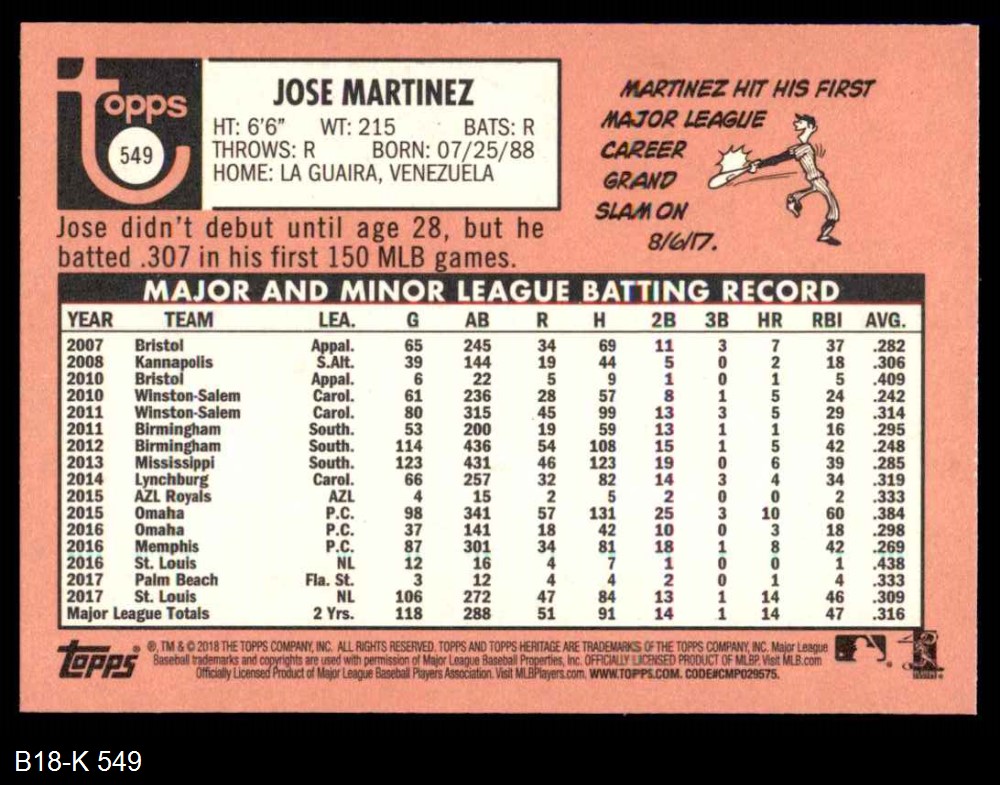 Topps
549
JOSE MARTINEZ
HT: 6'6" WT: 215 BATS: R
THROWS: R BORN: 07/25/88
HOME: LA GUAIRA, VENEZUELA
MARTINEZ HIT HIS FIRST
MAJOR LEAGUE
CAREER
GRAND
SLAM ON
8/6/17.
Jose didn't debut until age 28, but he
batted .307 in his first 150 MLB games.
MAJOR AND MINOR LEAGUE BATTING RECORD
YEAR TEAM LEA. G AB R H 2B 3B HR RBI AVG.
2007 Bristol Appal. 65 245 34 69 11 3 7 37 .282
2008 Kannapolis S.Alt. 39 144 19 44 5 0 2 18 .306
2010 Bristol Appal. 6 22 5 9 1 0 1 5 .409
2010 Winston-Salem Carol. 61 236 28 57 8 1 5 24 .242
2011 Winston-Salem Carol. 80 315 45 99 13 3 5 29 .314
2011 Birmingham South. 53 200 19 59 13 1 1 16 .295
2012 Birmingham South. 114 436 54 108 15 1 5 42 .248
2013 Mississippi South. 123 431 46 123 19 0 6 39 .285
2014 Lynchburg Carol. 66 257 32 82 14 3 4 34 .319
2015 AZL Royals AZL 4 15 2 5 2 0 0 2 .333
2015 Omaha P.C. 98 341 57 131 25 3 10 60 .384
2016 Omaha P.C. 37 141 18 42 10 0 3 18 .298
2016 Memphis P.C. 87 301 34 81 18 1 8 42 .269
2016 St. Louis NL 12 16 4 7 1 0 0 1 .438
2017 Palm Beach Fla. St. 3 12 4 4 2 0 1 4 .333
2017 St. Louis NL 106 272 47 84 13 1 14 46 .309
Major League Totals 2 Yrs. 118 288 51 91 14 1 14 47 .316
Topps
®, TM & © 2018 THE TOPPS COMPANY, INC. ALL RIGHTS RESERVED. TOPPS AND TOPPS HERITAGE ARE TRADEMARKS OF THE TOPPS COMPANY, INC. Major League
Baseball trademarks and copyrights are used with permission of Major League Baseball Properties, Inc. OFFICIALLY LICENSED PRODUCT OF MLBP. Visit MLB.com
Officially Licensed Product of Major League Baseball Players Association. Visit MLBPlayers.com. WWW.TOPPS.COM. CODE#CMP029575.
B18-K 549